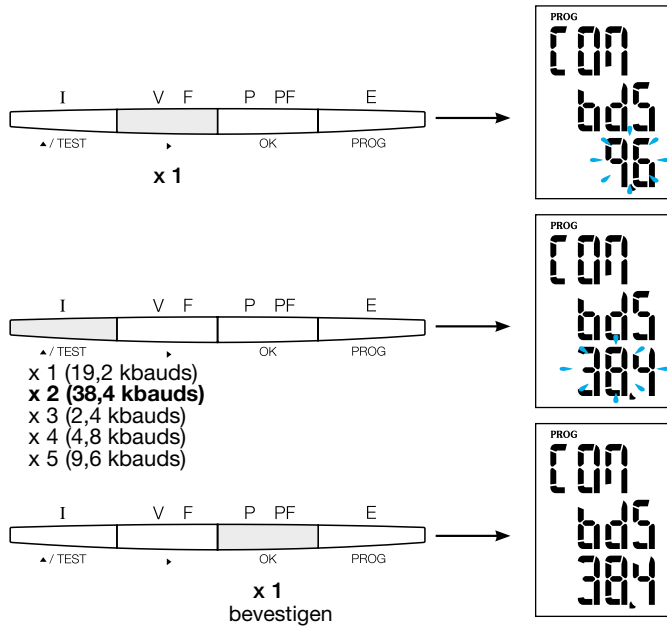 PROG
COM
bdS
9.6
I V F P PF E
▲ / TEST ▶ OK PROG
x 1
PROG
COM
bdS
38.4
I V F P PF E
▲ / TEST ▶ OK PROG
x 1 (19,2 kbauds)
x 2 (38,4 kbauds)
x 3 (2,4 kbauds)
x 4 (4,8 kbauds)
x 5 (9,6 kbauds)
PROG
COM
bdS
38.4
I V F P PF E
▲ / TEST ▶ OK PROG
x 1
bevestigen